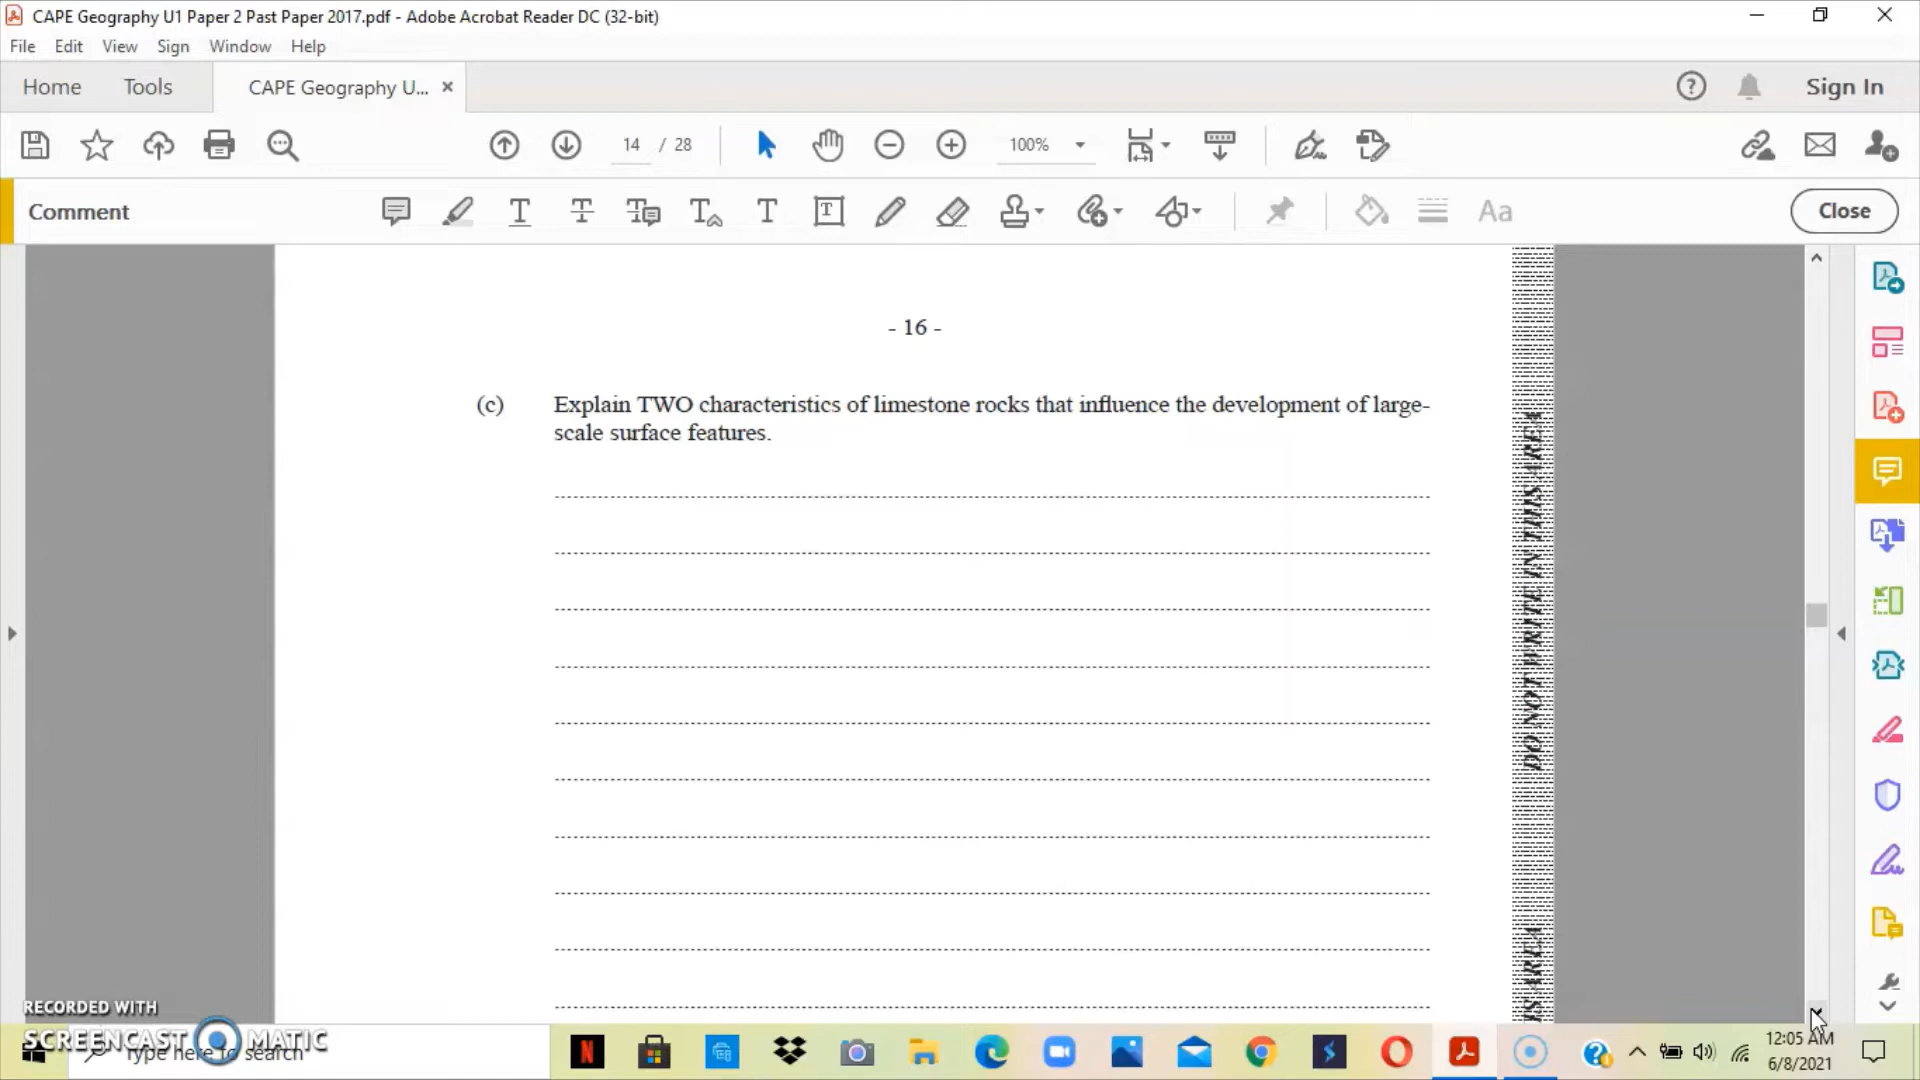 CAPE Geography U1 Paper 2 Past Paper 2017.pdf - Adobe Acrobat Reader DC (32-bit)
File Edit View Sign Window Help
Home Tools CAPE Geography U... × Sign In
14 / 28 100%
Comment Close
- 16 -
(c) Explain TWO characteristics of limestone rocks that influence the development of large-
scale surface features.
DO NOT WRITE IN THIS AREA
RECORDED WITH
SCREENCAST MATIC
Type here to search
12:05 AM
6/8/2021